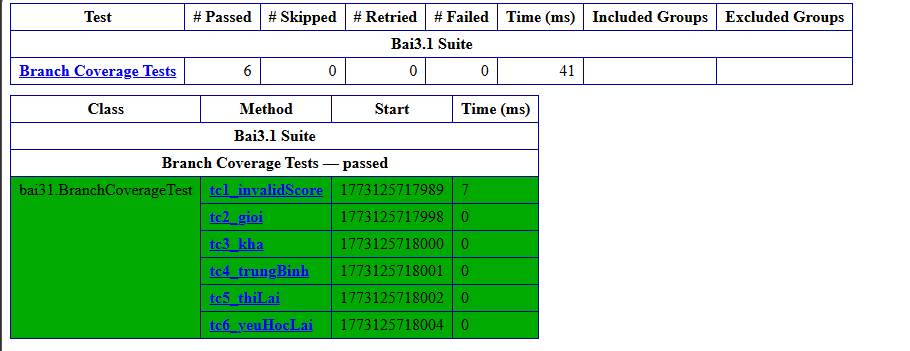 Test # Passed # Skipped # Retried # Failed Time (ms) Included Groups Excluded Groups
Bai3.1 Suite
Branch Coverage Tests 6 0 0 0 41
Class Method Start Time (ms)
Bai3.1 Suite
Branch Coverage Tests — passed
bai31.BranchCoverageTest tc1_invalidScore 1773125717989 7
tc2_gioi 1773125717998 0
tc3_kha 1773125718000 0
tc4_trungBinh 1773125718001 0
tc5_thiLai 1773125718002 0
tc6_yeuHocLai 1773125718004 0